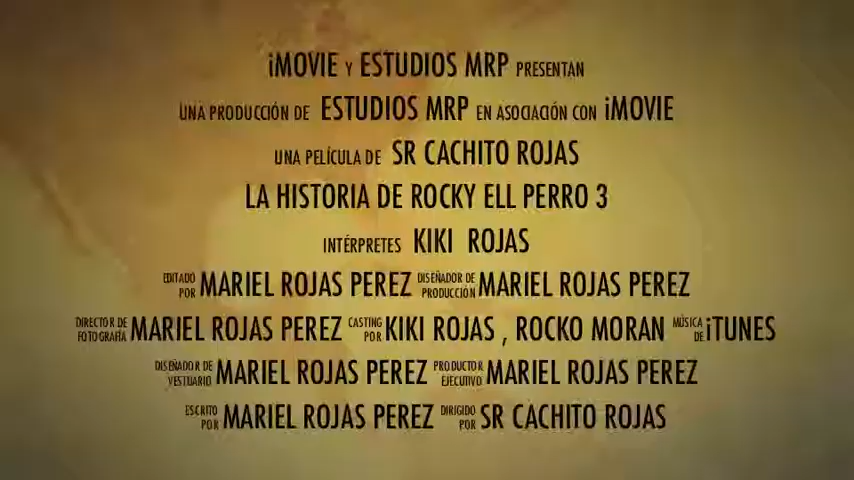 iMOVIE Y ESTUDIOS MRP PRESENTAN
UNA PRODUCCIÓN DE ESTUDIOS MRP EN ASOCIACIÓN CON iMOVIE
UNA PELÍCULA DE SR CACHITO ROJAS
LA HISTORIA DE ROCKY ELL PERRO 3
INTÉRPRETES KIKI ROJAS
EDITADO POR MARIEL ROJAS PEREZ DISEÑADOR DE PRODUCCIÓN MARIEL ROJAS PEREZ
DIRECTOR DE FOTOGRAFÍA MARIEL ROJAS PEREZ CASTING POR KIKI ROJAS , ROCKO MORAN MÚSICA DE iTUNES
DISEÑADOR DE VESTUARIO MARIEL ROJAS PEREZ PRODUCTOR EJECUTIVO MARIEL ROJAS PEREZ
ESCRITO POR MARIEL ROJAS PEREZ DIRIGIDO POR SR CACHITO ROJAS